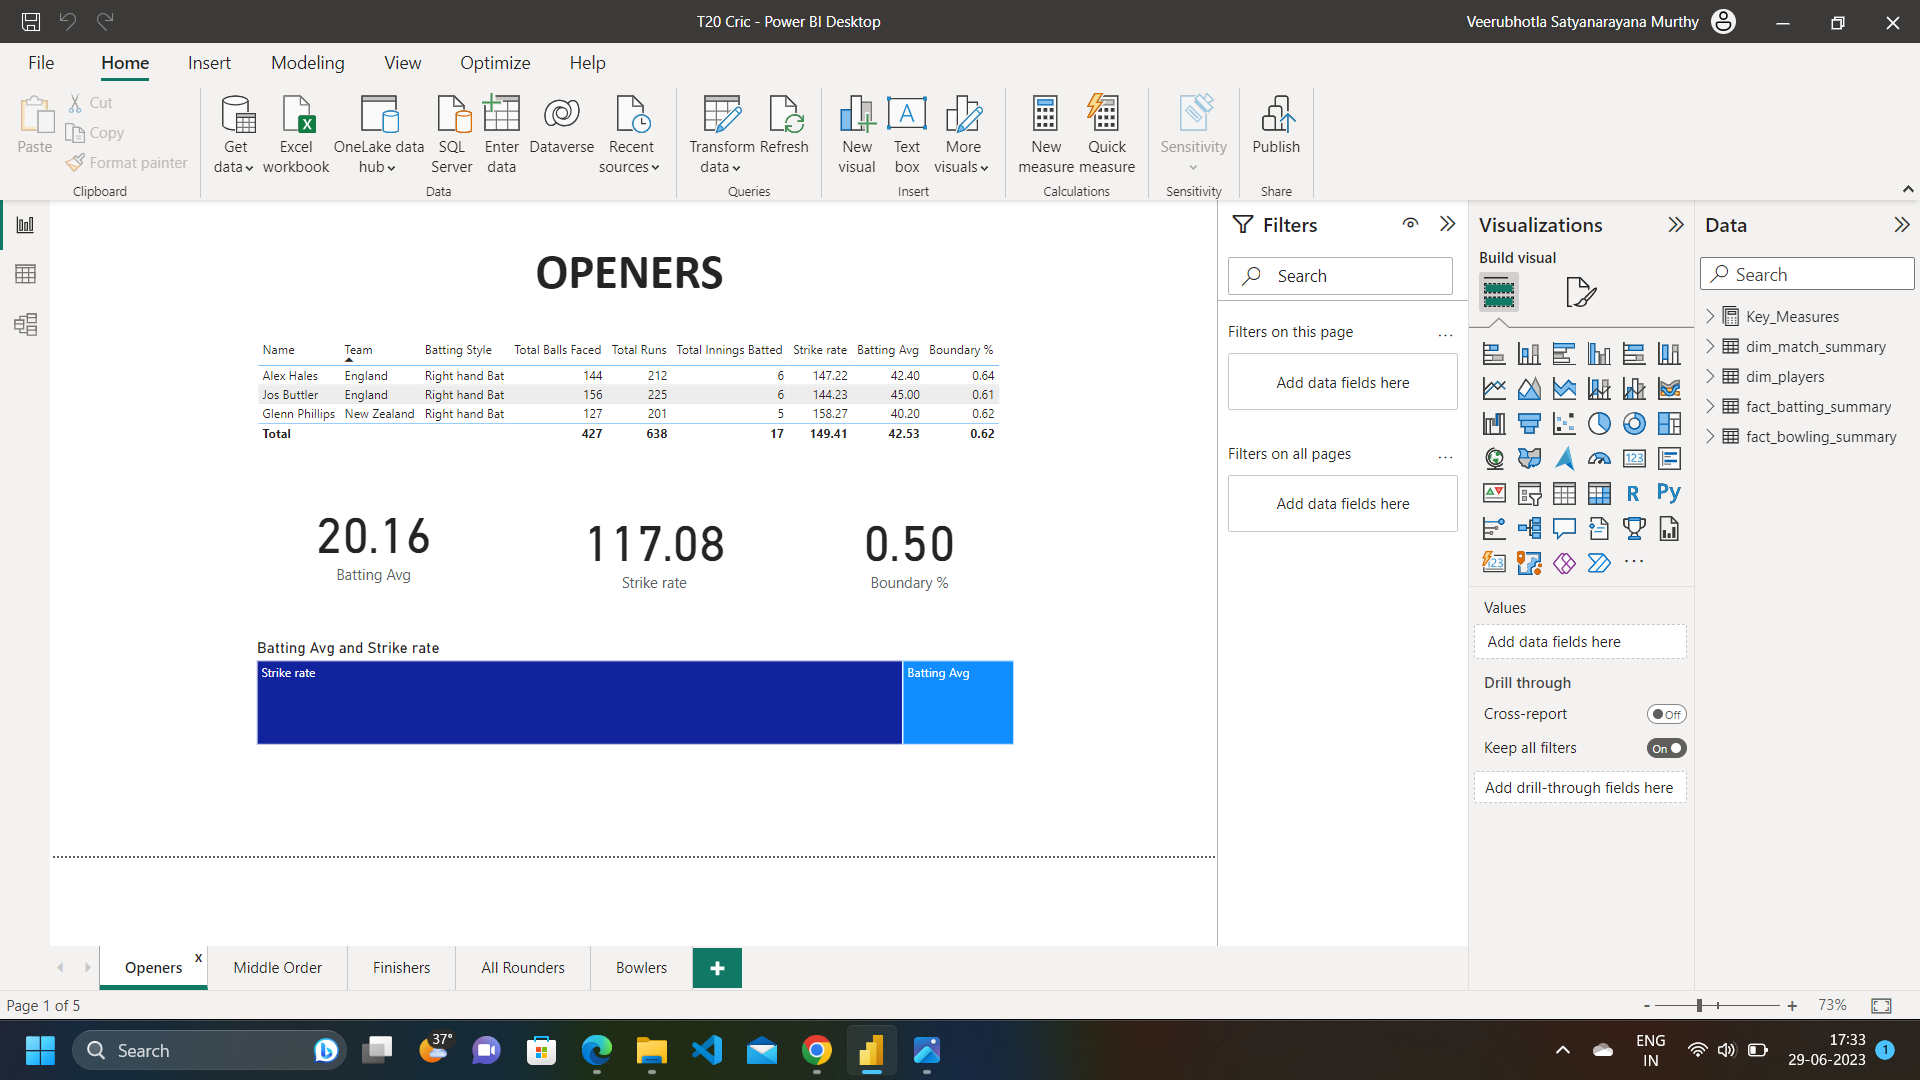 T20 Cric - Power BI Desktop
Veerubhotla Satyanarayana Murthy
File Home Insert Modeling View Optimize Help
Paste
Cut
Copy
Format painter
Clipboard
Get data
Excel workbook
OneLake data hub
SQL Server
Enter data
Dataverse
Recent sources
Data
Transform data
Refresh
Queries
New visual
Text box
More visuals
Insert
New measure
Quick measure
Calculations
Sensitivity
Sensitivity
Publish
Share
OPENERS
Name Team Batting Style Total Balls Faced Total Runs Total Innings Batted Strike rate Batting Avg Boundary %
Alex Hales England Right hand Bat 144 212 6 147.22 42.40 0.64
Jos Buttler England Right hand Bat 156 225 6 144.23 45.00 0.61
Glenn Phillips New Zealand Right hand Bat 127 201 5 158.27 40.20 0.62
Total 427 638 17 149.41 42.53 0.62
20.16
Batting Avg
117.08
Strike rate
0.50
Boundary %
Batting Avg and Strike rate
Strike rate
Batting Avg
Filters
Search
Filters on this page
...
Add data fields here
Filters on all pages
...
Add data fields here
Visualizations
Build visual
123
R
Py
123
...
Values
Add data fields here
Drill through
Cross-report
Off
Keep all filters
On
Add drill-through fields here
Data
Search
Key_Measures
dim_match_summary
dim_players
fact_batting_summary
fact_bowling_summary
Openers x
Middle Order
Finishers
All Rounders
Bowlers
+
Page 1 of 5
- + 73%
Search
37°
ENG
IN
17:33
29-06-2023
1